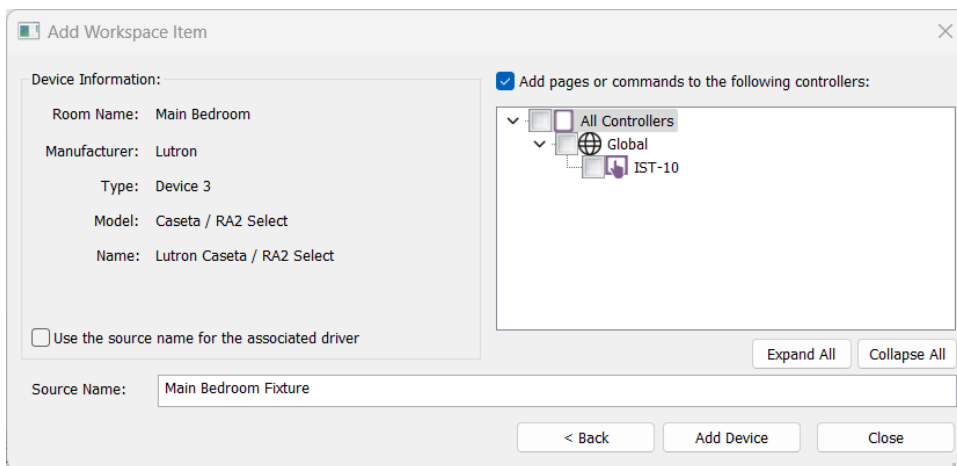 Add Workspace Item
Device Information:
Room Name: Main Bedroom
Manufacturer: Lutron
Type: Device 3
Model: Caseta / RA2 Select
Name: Lutron Caseta / RA2 Select
Use the source name for the associated driver
Add pages or commands to the following controllers:
All Controllers
Global
IST-10
Expand All Collapse All
Source Name: Main Bedroom Fixture
< Back Add Device Close